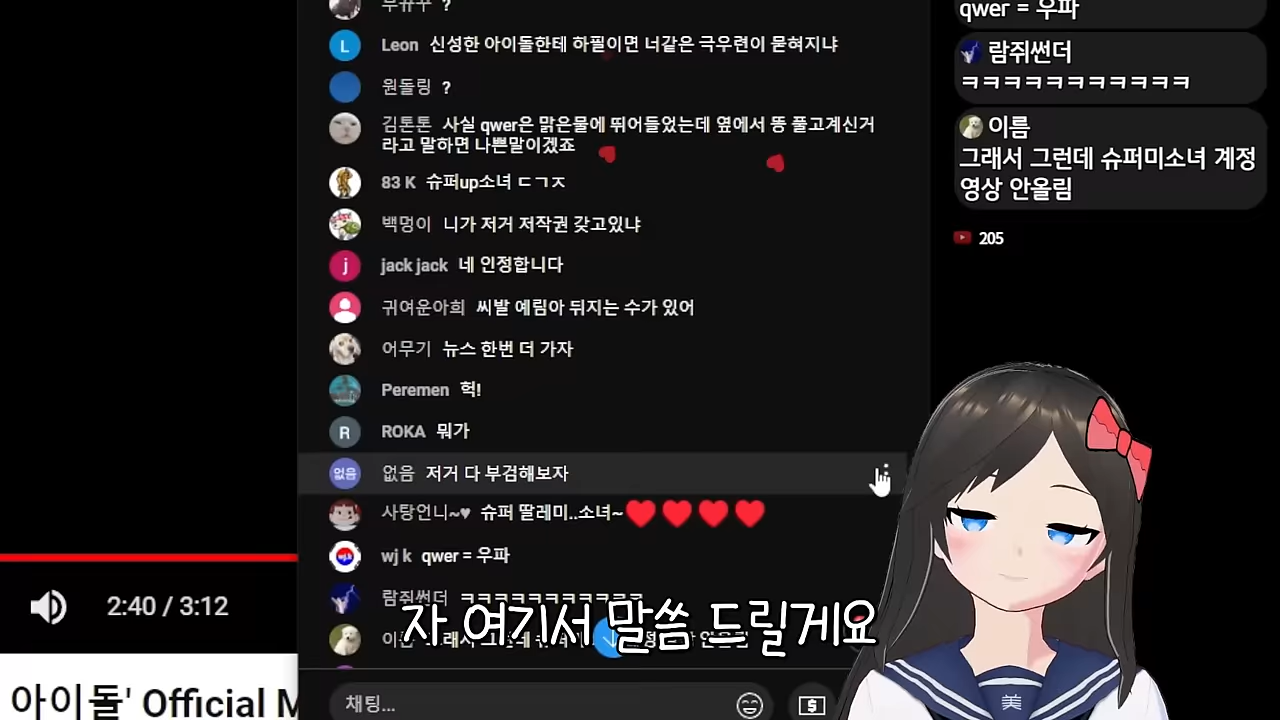 무뉴꾸 ?
Leon 신성한 아이돌한테 하필이면 너같은 극우련이 묻혀지냐
원돌링 ?
김톤톤 사실 qwer은 맑은물에 뛰어들었는데 옆에서 똥 풀고계신거
라고 말하면 나쁜말이겠죠
83 K 슈퍼up소녀 ㄷㄱㅈ
백멍이 니가 저거 저작권 갖고있냐
jack jack 네 인정합니다
귀여운아희 씨발 예림아 뒤지는 수가 있어
어무기 뉴스 한번 더 가자
Peremen 헉!
R ROKA 뭐가
없음 없음 저거 다 부검해보자
사탕언니~♥ 슈퍼 딸레미..소녀~❤❤❤❤
wj k qwer = 우파
람쥐썬더 ㅋㅋㅋㅋㅋㅋㅋㅋㅋㅋㅋ
자 여기서 말씀 드릴게요
채팅...
2:40 / 3:12
아이돌' Official
qwer = 우파
람쥐썬더
ㅋㅋㅋㅋㅋㅋㅋㅋㅋㅋㅋ
이름
그래서 그런데 슈퍼미소녀 계정
영상 안올림
205
美